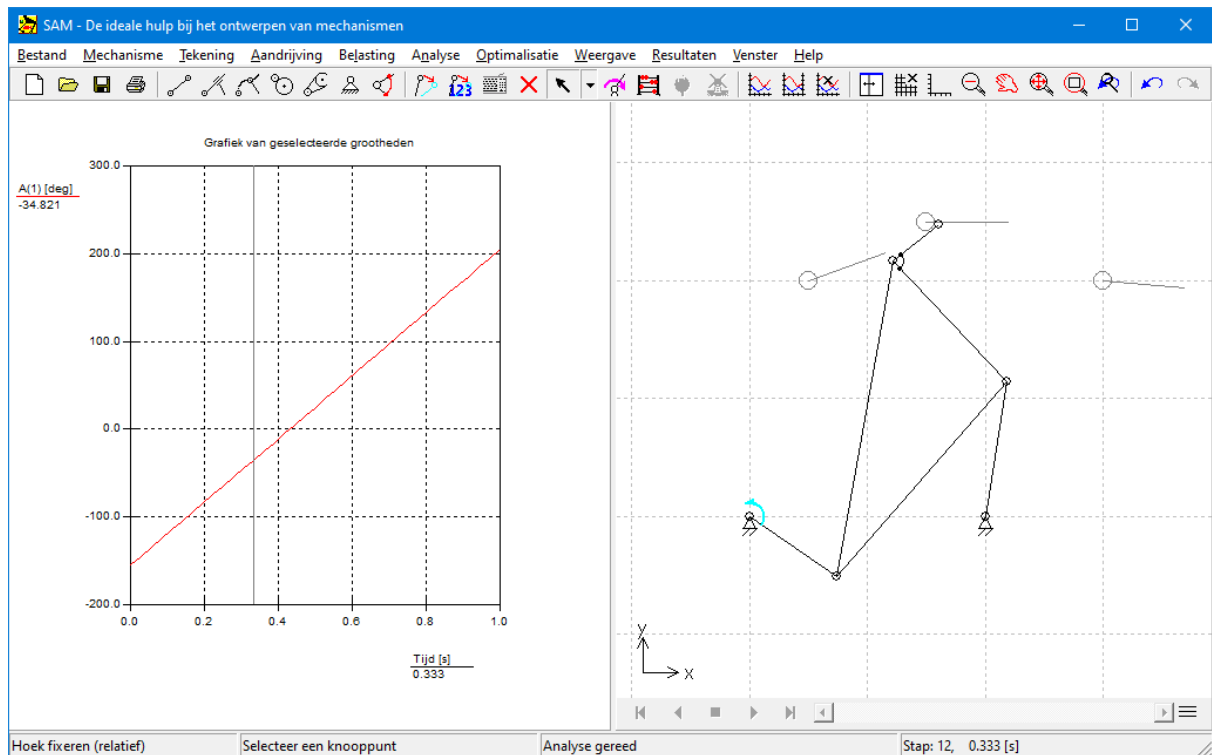 SAM - De ideale hulp bij het ontwerpen van mechanismen
Bestand Mechanisme Tekening Aandrijving Belasting Analyse Optimalisatie Weergave Resultaten Venster Help
123
Grafiek van geselecteerde grootheden
A(1) [deg]
-34.821
300.0
200.0
100.0
0.0
-100.0
-200.0
0.0 0.2 0.4 0.6 0.8 1.0
Tijd [s]
0.333
Y
X
Hoek fixeren (relatief) Selecteer een knooppunt Analyse gereed Stap: 12, 0.333 [s]